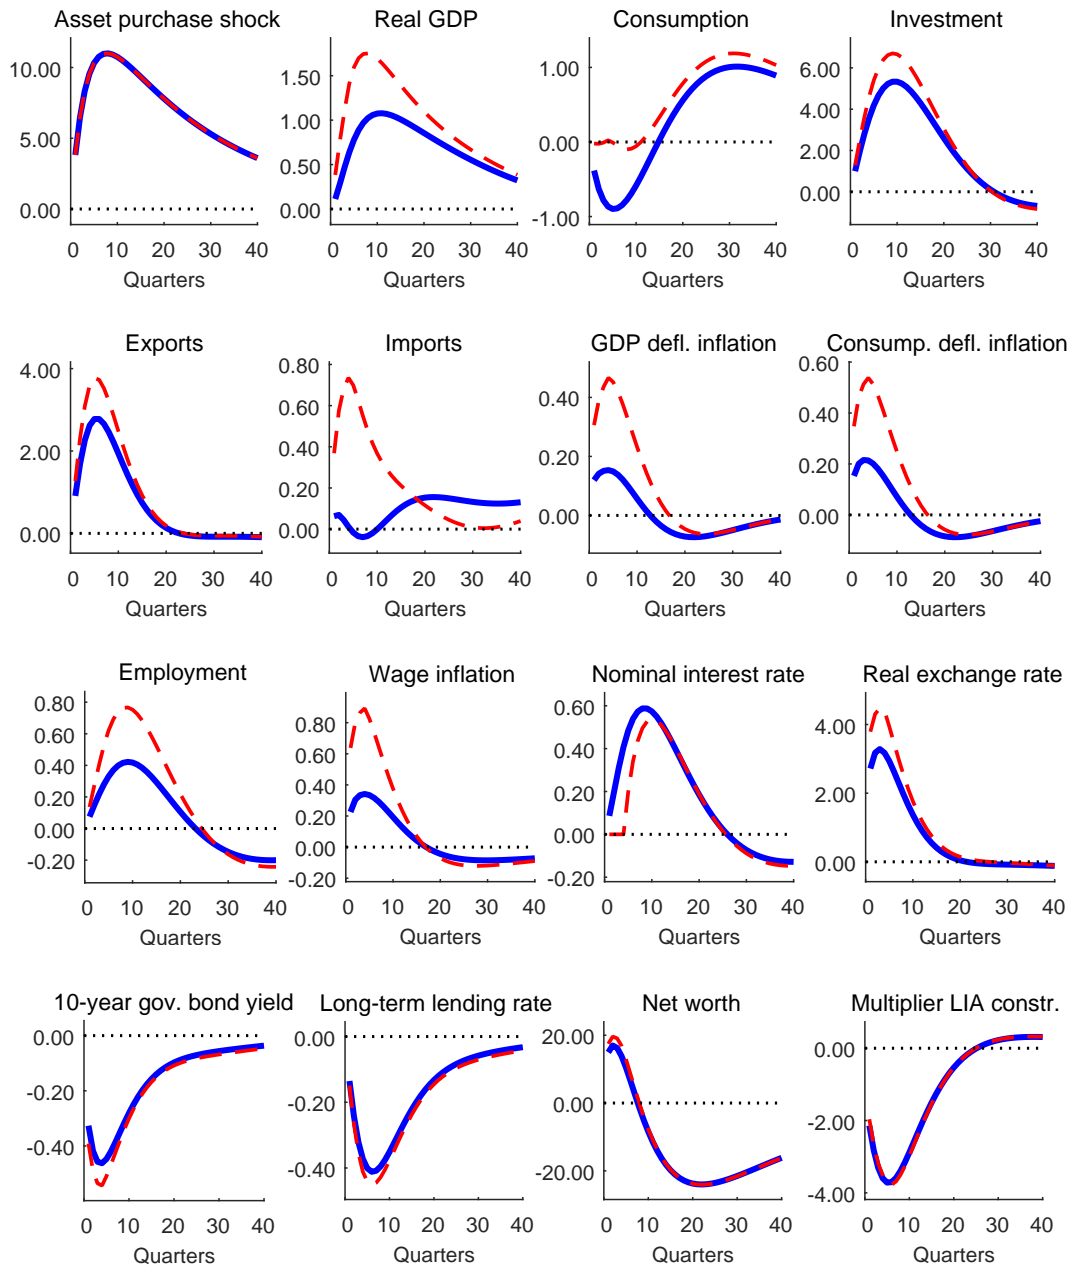 Asset purchase shock
10.00
5.00
0.00
0 10 20 30 40
Quarters
Real GDP
1.50
1.00
0.50
0.00
0 10 20 30 40
Quarters
Consumption
1.00
0.00
-1.00
0 10 20 30 40
Quarters
Investment
6.00
4.00
2.00
0.00
0 10 20 30 40
Quarters
Exports
4.00
2.00
0.00
0 10 20 30 40
Quarters
Imports
0.80
0.60
0.40
0.20
0.00
0 10 20 30 40
Quarters
GDP defl. inflation
0.40
0.20
0.00
0 10 20 30 40
Quarters
Consump. defl. inflation
0.60
0.40
0.20
0.00
0 10 20 30 40
Quarters
Employment
0.80
0.60
0.40
0.20
0.00
-0.20
0 10 20 30 40
Quarters
Wage inflation
0.80
0.60
0.40
0.20
0.00
-0.20
0 10 20 30 40
Quarters
Nominal interest rate
0.60
0.40
0.20
0.00
-0.20
0 10 20 30 40
Quarters
Real exchange rate
4.00
2.00
0.00
0 10 20 30 40
Quarters
10-year gov. bond yield
0.00
-0.20
-0.40
0 10 20 30 40
Quarters
Long-term lending rate
0.00
-0.20
-0.40
0 10 20 30 40
Quarters
Net worth
20.00
0.00
-20.00
0 10 20 30 40
Quarters
Multiplier LIA constr.
0.00
-2.00
-4.00
0 10 20 30 40
Quarters